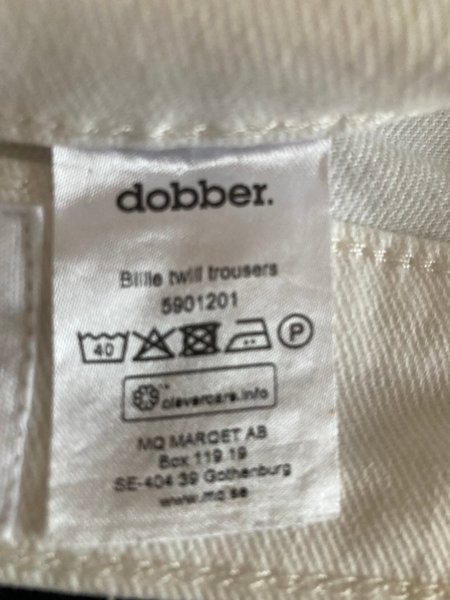 dobber.
Billie twill trousers
5901201
40 P
clevercare.info
MQ MARQET AB
Box 119 19
SE-404 39 Gothenburg
www.mq.se